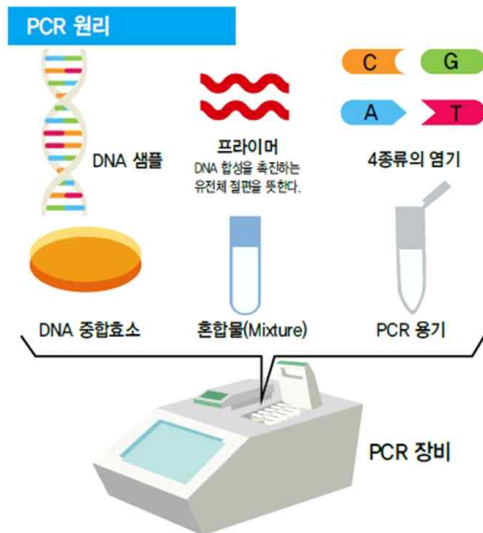 PCR 원리
C G
A T
DNA 샘플
프라이머
DNA 합성을 촉진하는
유전체 절편을 뜻한다.
4종류의 염기
DNA 중합효소
혼합물(Mixture)
PCR 용기
PCR 장비